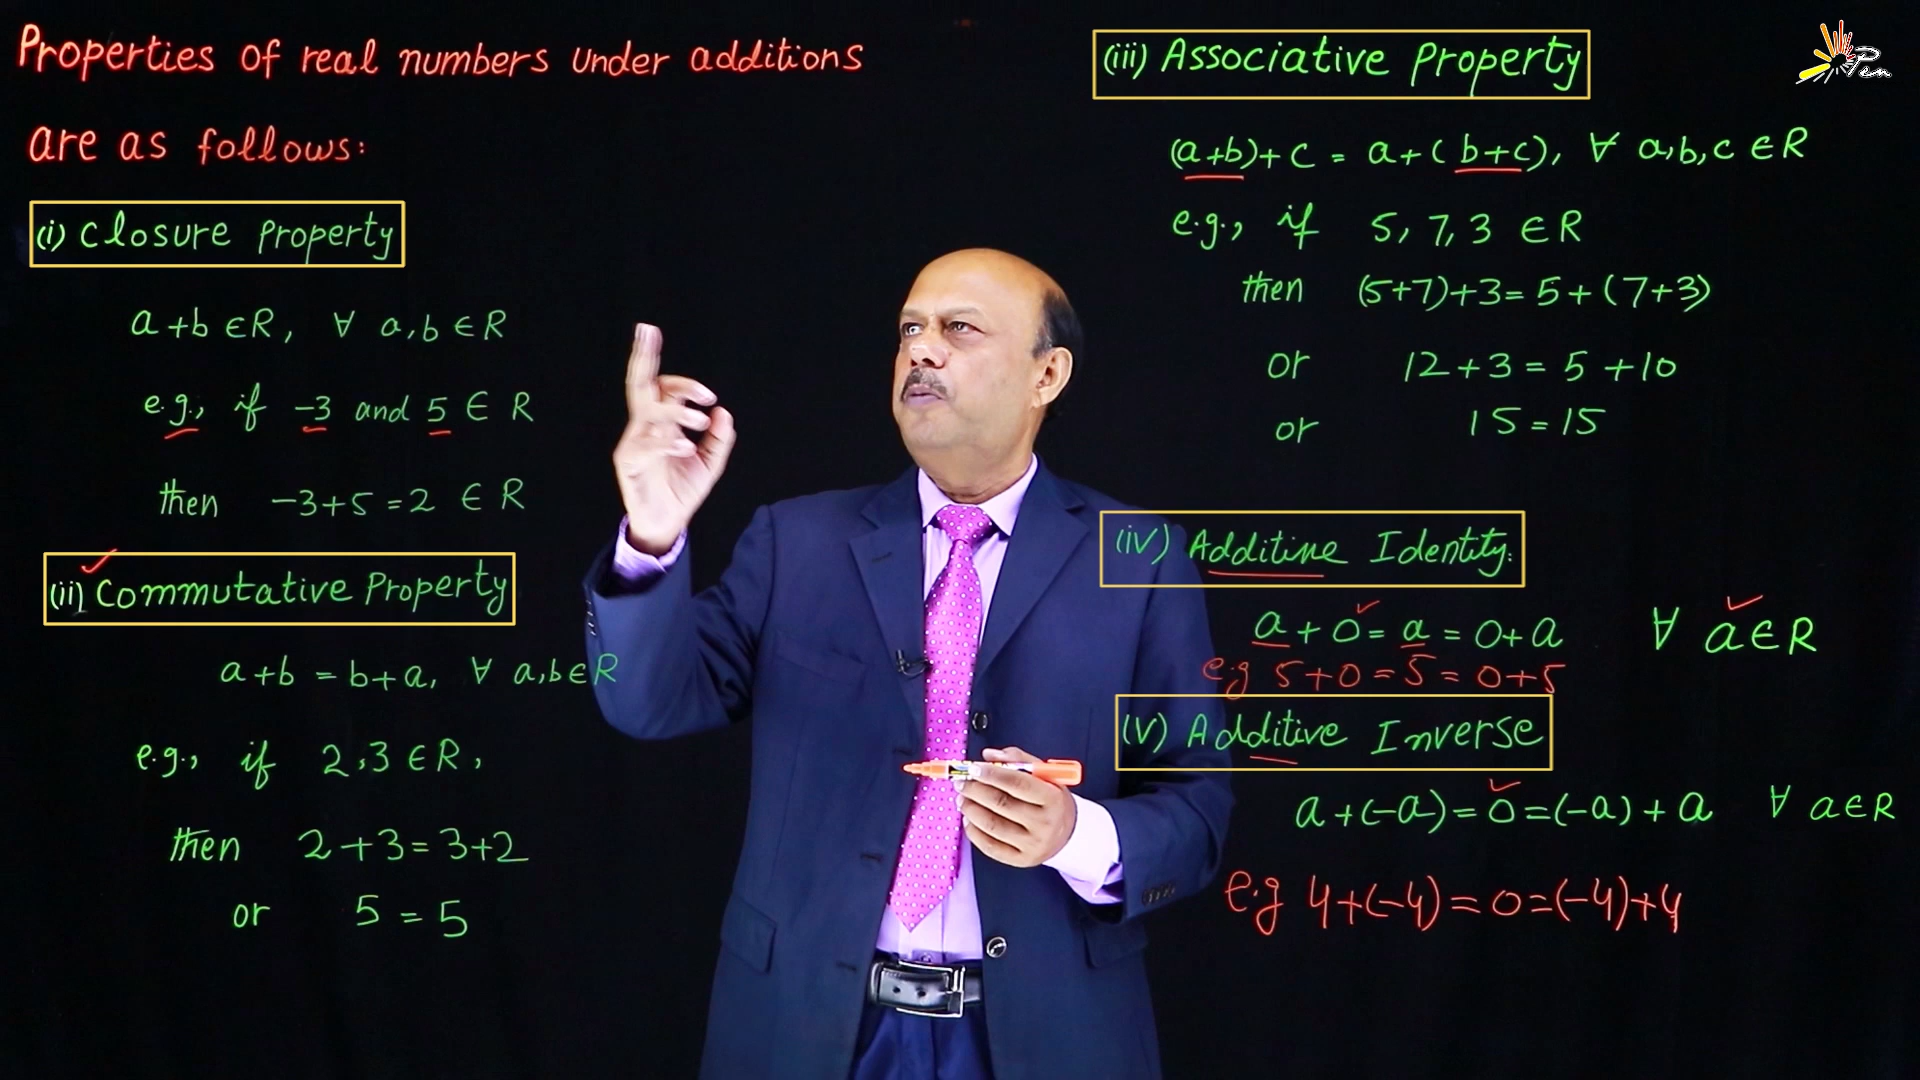 Properties of real numbers under additions
are as follows:
(i) Closure Property
a+b ∈R, ∀ a,b ∈ R
e.g., if -3 and 5 ∈ R
then -3+5=2 ∈ R
(ii) Commutative Property
a+b = b+a, ∀ a,b∈R
e.g., if 2,3 ∈R,
then 2+3=3+2
or 5=5
(iii) Associative Property
(a+b)+c = a+(b+c), ∀ a,b,c ∈R
e.g., if 5,7,3 ∈R
then (5+7)+3=5+(7+3)
or 12+3=5+10
or 15=15
(iv) Additive Identity:
a+0=a=0+a ∀ a∈R
e.g 5+0=5=0+5
(v) Additive Inverse
a+(-a)=0=(-a)+a ∀ a∈R
e.g 4+(-4)=0=(-4)+4
Pen